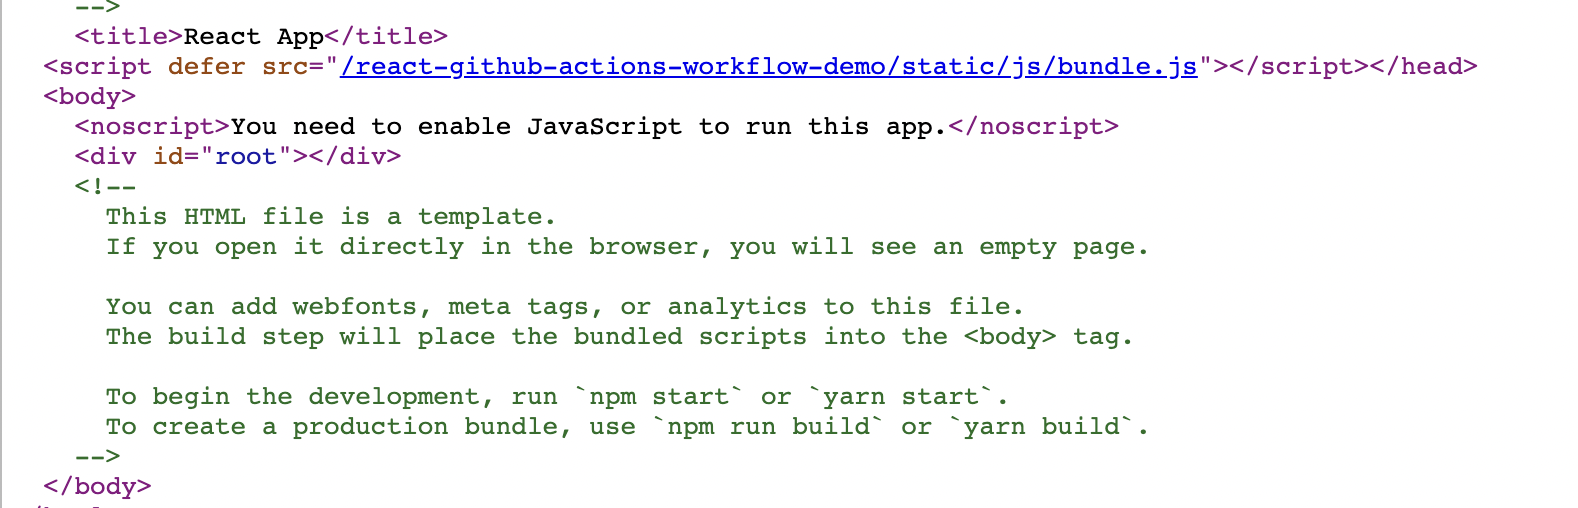 -->
<title>React App</title>
<script defer src="/react-github-actions-workflow-demo/static/js/bundle.js"></script></head>
<body>
<noscript>You need to enable JavaScript to run this app.</noscript>
<div id="root"></div>
<!--
This HTML file is a template.
If you open it directly in the browser, you will see an empty page.
You can add webfonts, meta tags, or analytics to this file.
The build step will place the bundled scripts into the <body> tag.
To begin the development, run `npm start` or `yarn start`.
To create a production bundle, use `npm run build` or `yarn build`.
-->
</body>